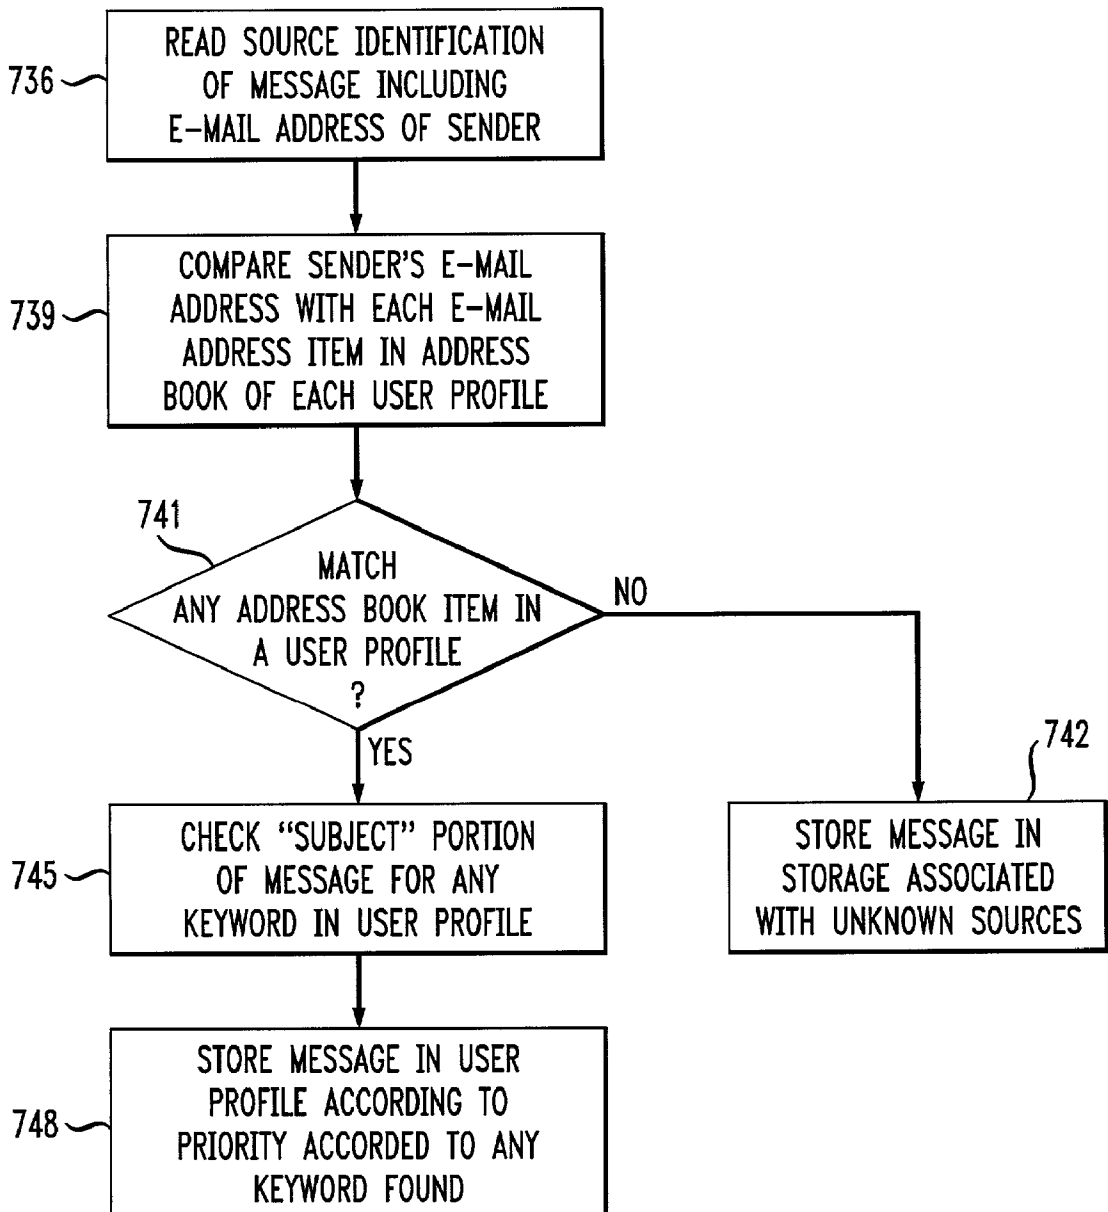 736
READ SOURCE IDENTIFICATION
OF MESSAGE INCLUDING
E-MAIL ADDRESS OF SENDER
739
COMPARE SENDER'S E-MAIL
ADDRESS WITH EACH E-MAIL
ADDRESS ITEM IN ADDRESS
BOOK OF EACH USER PROFILE
741
MATCH
ANY ADDRESS BOOK ITEM IN
A USER PROFILE
?
NO
YES
742
STORE MESSAGE IN
STORAGE ASSOCIATED
WITH UNKNOWN SOURCES
745
CHECK “SUBJECT” PORTION
OF MESSAGE FOR ANY
KEYWORD IN USER PROFILE
748
STORE MESSAGE IN USER
PROFILE ACCORDING TO
PRIORITY ACCORDED TO ANY
KEYWORD FOUND